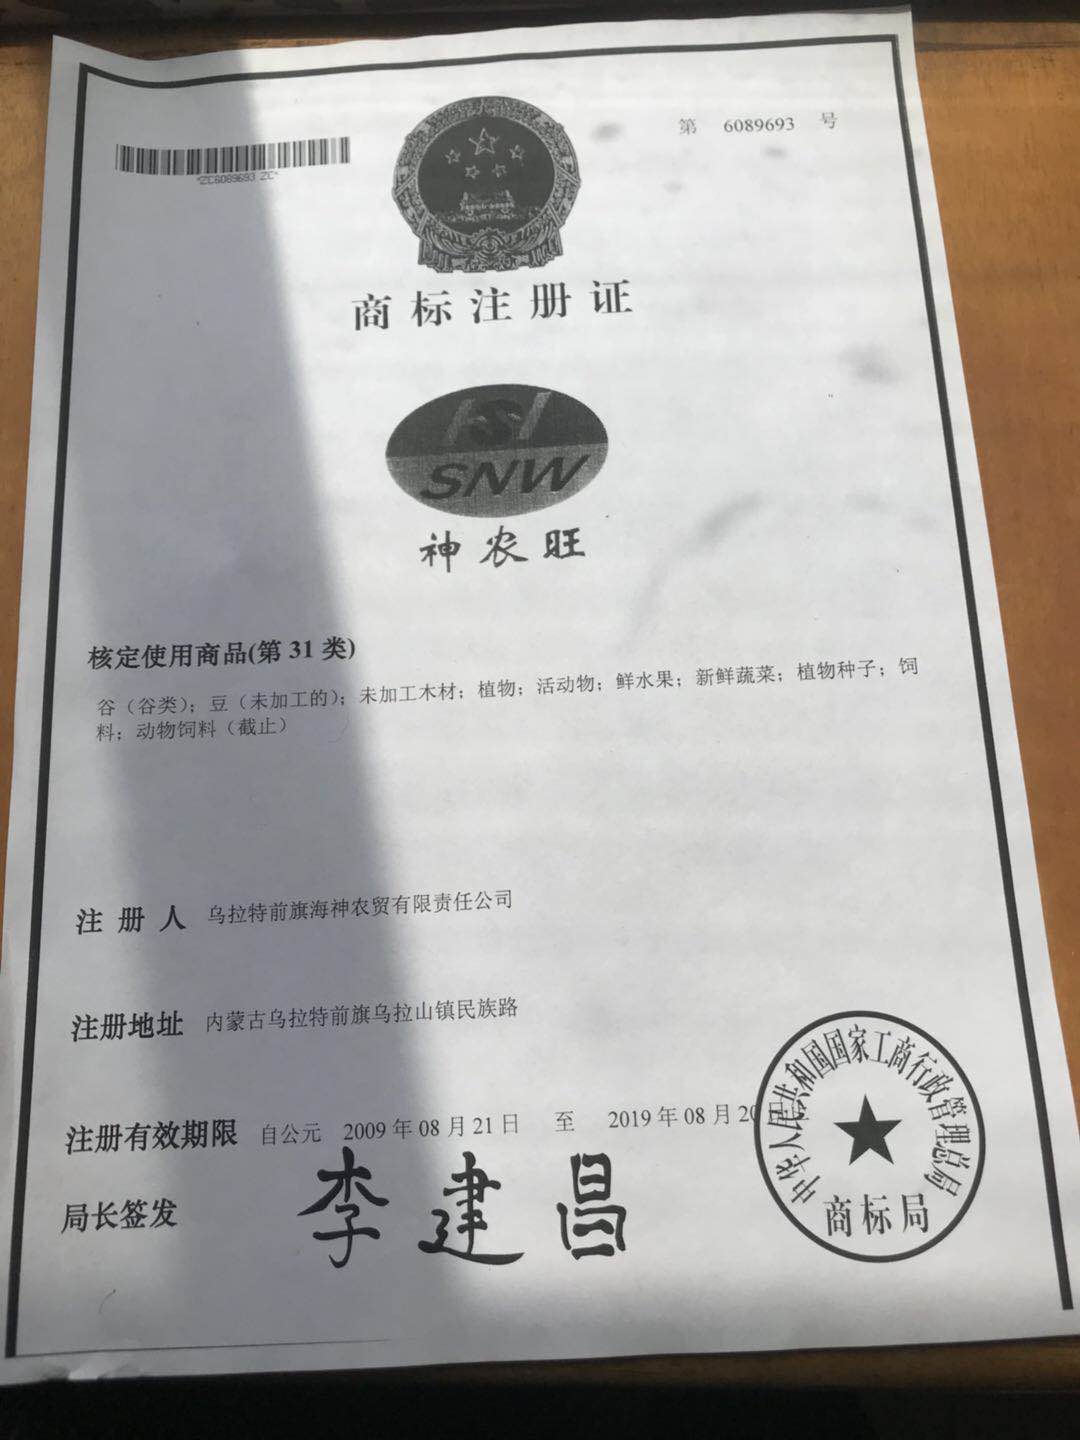 第 6089693 号
*ZC6089693 ZC*
商标注册证
SNW
神农旺
核定使用商品(第 31 类)
谷（谷类）；豆（未加工的）；未加工木材；植物；活动物；鲜水果；新鲜蔬菜；植物种子；饲
料；动物饲料（截止）
注 册 人 乌拉特前旗海神农贸有限责任公司
注册地址 内蒙古乌拉特前旗乌拉山镇民族路
注册有效期限 自公元 2009 年 08 月 21 日 至 2019 年 08 月 20
局长签发 李建昌
中华人民共和国国家工商行政管理总局
商标局